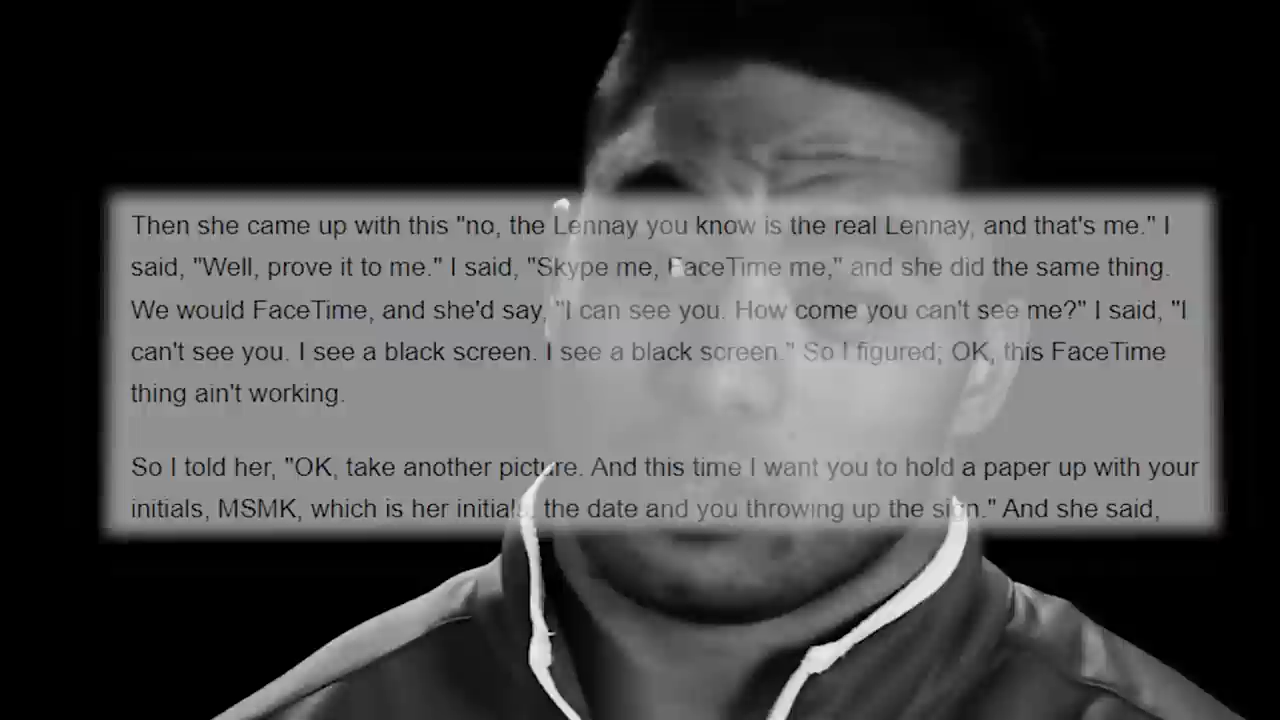 Then she came up with this "no, the Lennay you know is the real Lennay, and that's me." I
said, "Well, prove it to me." I said, "Skype me, FaceTime me," and she did the same thing.
We would FaceTime, and she'd say, "I can see you. How come you can't see me?" I said, "I
can't see you. I see a black screen. I see a black screen." So I figured; OK, this FaceTime
thing ain't working.
So I told her, "OK, take another picture. And this time I want you to hold a paper up with your
initials, MSMK, which is her initials, the date and you throwing up the sign." And she said,